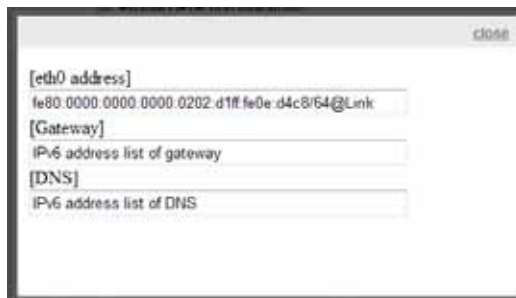 close
[eth0 address]
fe80:0000:0000:0000:0202:d1ff:fe0e:d4c8/64@Link
[Gateway]
IPv6 address list of gateway
[DNS]
IPv6 address list of DNS